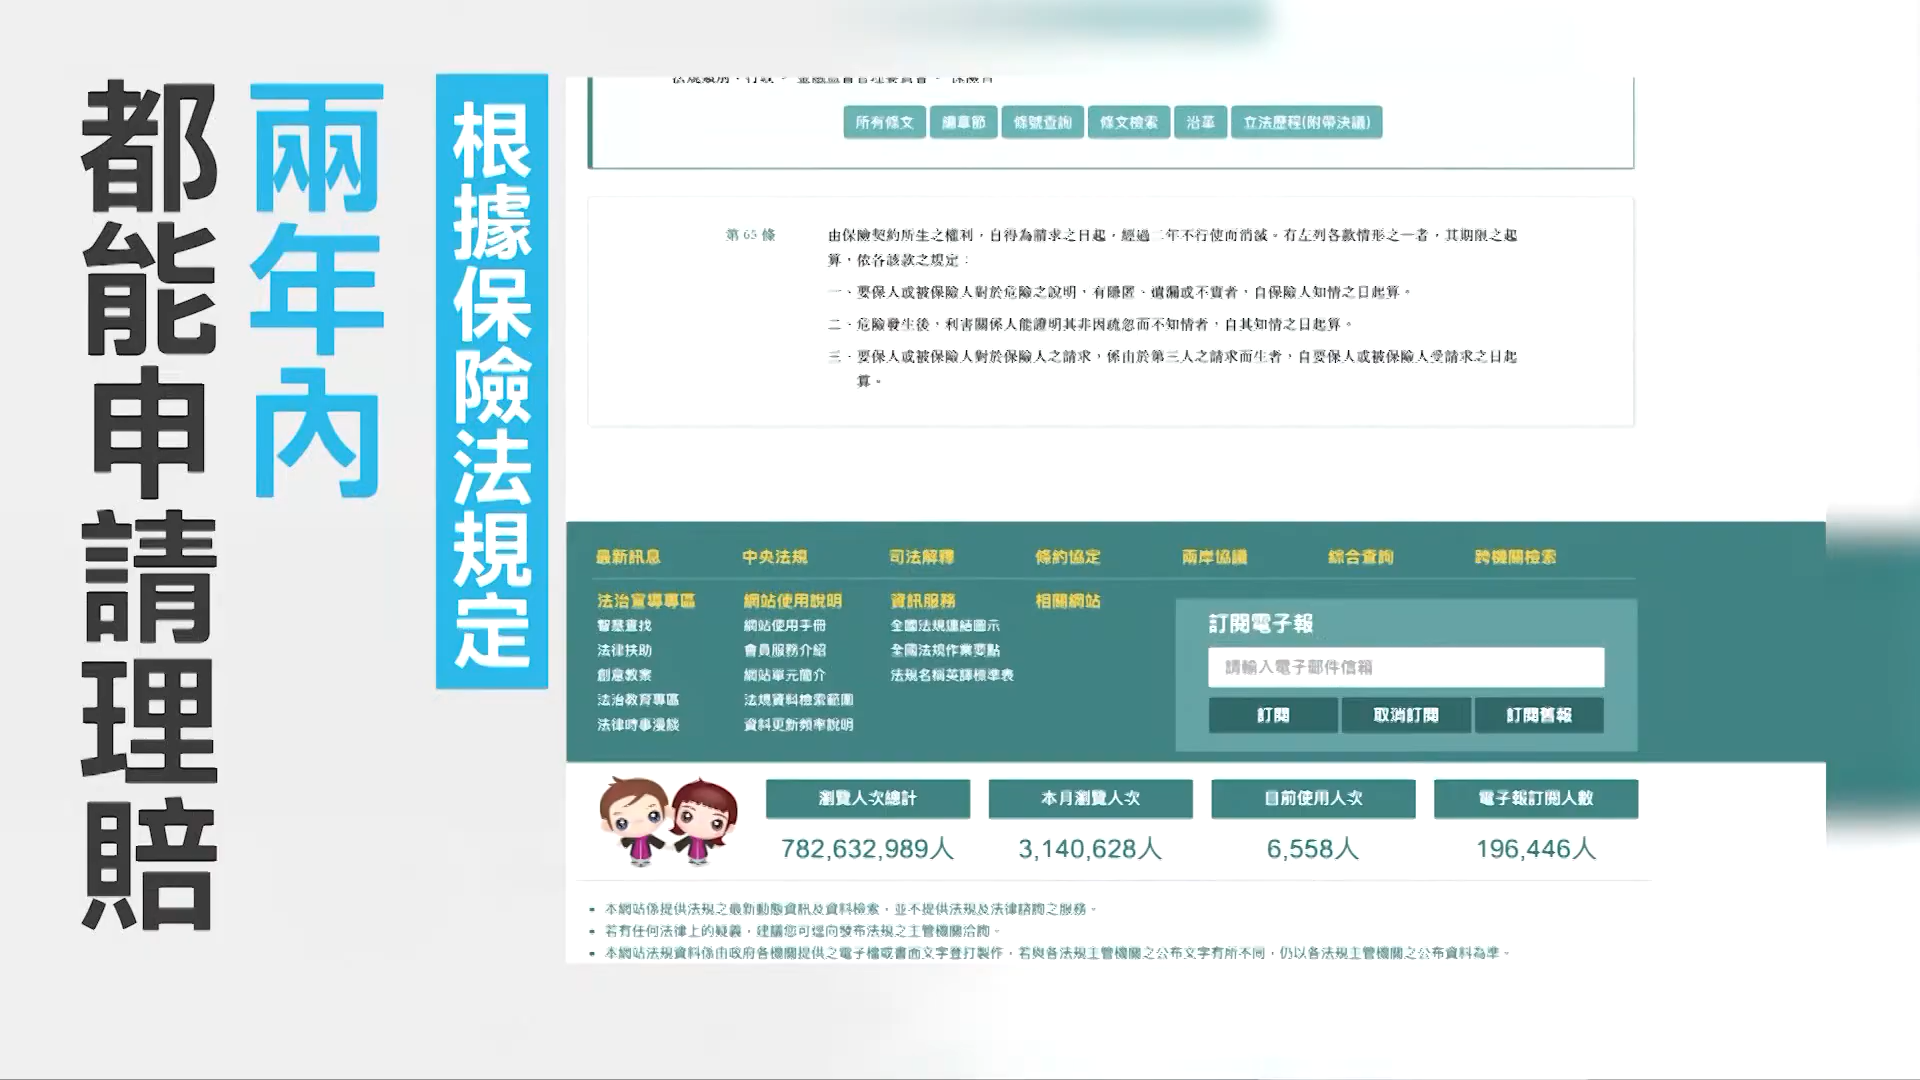 根據保險法規定
兩年內
都能申請理賠
所有條文 編章節 條號查詢 條文檢索 沿革 立法歷程(附帶決議)
第 65 條
由保險契約所生之權利，自得為請求之日起，經過二年不行使而消滅。有左列各款情形之一者，其期限之起
算，依各該款之規定：
一、要保人或被保險人對於危險之說明，有隱匿、遺漏或不實者，自保險人知情之日起算。
二、危險發生後，利害關係人能證明其非因疏忽而不知情者，自其知情之日起算。
三、要保人或被保險人對於保險人之請求，係由於第三人之請求而生者，自要保人或被保險人受請求之日起
算。
最新訊息 中央法規 司法解釋 條約協定 兩岸協議 綜合查詢 跨機關檢索
法治宣導專區 網站使用說明 資訊服務 相關網站
智慧查找 網站使用手冊 全國法規連結圖示
法律扶助 會員服務介紹 全國法規作業要點
創意教案 網站單元簡介 法規名稱英譯標準表
法治教育專區 法規資料檢索範圍
法律時事漫談 資料更新頻率說明
訂閱電子報
請輸入電子郵件信箱
訂閱 取消訂閱 訂閱舊報
瀏覽人次總計 本月瀏覽人次 目前使用人次 電子報訂閱人數
782,632,989人 3,140,628人 6,558人 196,446人
本網站係提供法規之最新動態資訊及資料檢索，並不提供法規及法律諮詢之服務。
若有任何法律上的疑義，建議您可逕向發布法規之主管機關洽詢。
本網站法規資料係由政府各機關提供之電子檔或書面文字登打製作，若與各法規主管機關之公布文字有所不同，仍以各法規主管機關之公布資料為準。